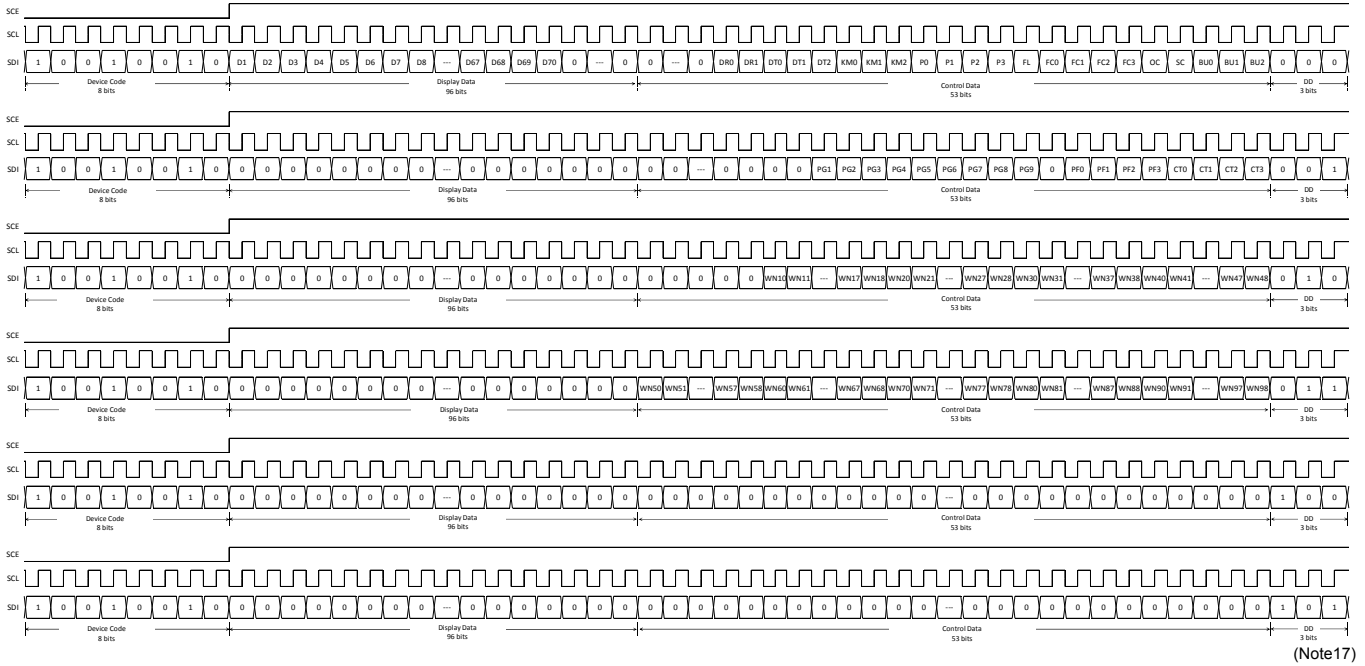 SCE
SCL
SDI 1 0 0 1 0 0 1 0 D1 D2 D3 D4 D5 D6 D7 D8 --- D67 D68 D69 D70 0 --- 0 0 --- 0 DR0 DR1 DT0 DT1 DT2 KM0 KM1 KM2 P0 P1 P2 P3 FL FC0 FC1 FC2 FC3 OC SC BU0 BU1 BU2 0 0 0
Device Code Display Data Control Data DD
8 bits 96 bits 53 bits 3 bits
SCE
SCL
SDI 1 0 0 1 0 0 1 0 0 0 0 0 0 0 0 0 --- 0 0 0 0 0 0 0 0 0 --- 0 0 0 0 PG1 PG2 PG3 PG4 PG5 PG6 PG7 PG8 PG9 0 PF0 PF1 PF2 PF3 CT0 CT1 CT2 CT3 0 0 1
Device Code Display Data Control Data DD
8 bits 96 bits 53 bits 3 bits
SCE
SCL
SDI 1 0 0 1 0 0 1 0 0 0 0 0 0 0 0 0 --- 0 0 0 0 0 0 0 0 0 0 0 0 WN10 WN11 --- WN17 WN18 WN20 WN21 --- WN27 WN28 WN30 WN31 --- WN37 WN38 WN40 WN41 --- WN47 WN48 0 1 0
Device Code Display Data Control Data DD
8 bits 96 bits 53 bits 3 bits
SCE
SCL
SDI 1 0 0 1 0 0 1 0 0 0 0 0 0 0 0 0 --- 0 0 0 0 0 0 0 WN50 WN51 --- WN57 WN58 WN60 WN61 --- WN67 WN68 WN70 WN71 --- WN77 WN78 WN80 WN81 --- WN87 WN88 WN90 WN91 --- WN97 WN98 0 1 1
Device Code Display Data Control Data DD
8 bits 96 bits 53 bits 3 bits
SCE
SCL
SDI 1 0 0 1 0 0 1 0 0 0 0 0 0 0 0 0 --- 0 0 0 0 0 0 0 0 0 0 0 0 0 0 0 0 0 0 0 --- 0 0 0 0 0 0 0 0 0 0 0 0 1 0 0
Device Code Display Data Control Data DD
8 bits 96 bits 53 bits 3 bits
SCE
SCL
SDI 1 0 0 1 0 0 1 0 0 0 0 0 0 0 0 0 --- 0 0 0 0 0 0 0 0 0 0 0 0 0 0 0 0 0 0 0 --- 0 0 0 0 0 0 0 0 0 0 0 0 1 0 1
Device Code Display Data Control Data DD
8 bits 96 bits 53 bits 3 bits
(Note17)